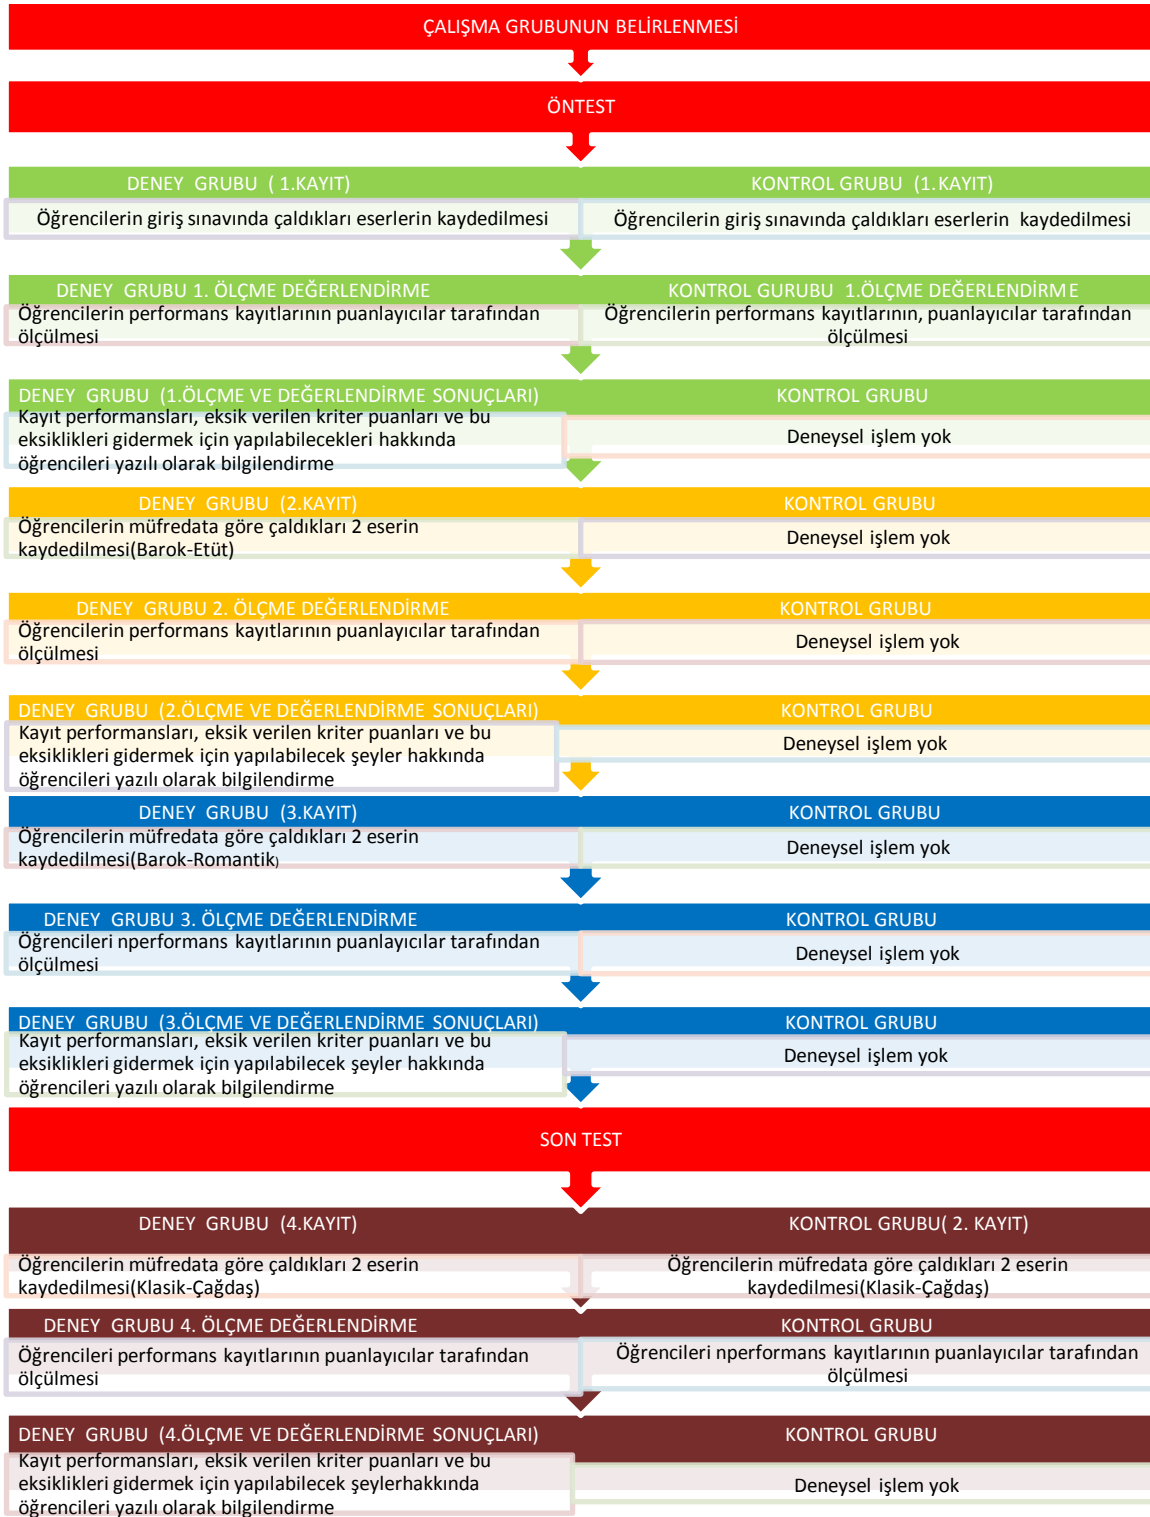 ÇALIŞMA GRUBUNUN BELİRLENMESİ
ÖNTEST
DENEY GRUBU ( 1.KAYIT)
Öğrencilerin giriş sınavında çaldıkları eserlerin kaydedilmesi
KONTROL GRUBU (1. KAYIT)
Öğrencilerin giriş sınavında çaldıkları eserlerin kaydedilmesi
DENEY GRUBU 1. ÖLÇME DEĞERLENDİRME
Öğrencilerin performans kayıtlarının puanlayıcılar tarafından
ölçülmesi
KONTROL GURUBU 1.ÖLÇME DEĞERLENDİRME
Öğrencilerin performans kayıtlarının, puanlayıcılar tarafından
ölçülmesi
DENEY GRUBU (1.ÖLÇME VE DEĞERLENDİRME SONUÇLARI)
Kayıt performansları, eksik verilen kriter puanları ve bu
eksiklikleri gidermek için yapılabilecekleri hakkında
öğrencileri yazılı olarak bilgilendirme
KONTROL GRUBU
Deneysel işlem yok
DENEY GRUBU (2.KAYIT)
Öğrencilerin müfredata göre çaldıkları 2 eserin
kaydedilmesi(Barok-Etüt)
KONTROL GRUBU
Deneysel işlem yok
DENEY GRUBU 2. ÖLÇME DEĞERLENDİRME
Öğrencilerin performans kayıtlarının puanlayıcılar tarafından
ölçülmesi
KONTROL GRUBU
Deneysel işlem yok
DENEY GRUBU (2.ÖLÇME VE DEĞERLENDİRME SONUÇLARI)
Kayıt performansları, eksik verilen kriter puanları ve bu
eksiklikleri gidermek için yapılabilecek şeyler hakkında
öğrencileri yazılı olarak bilgilendirme
KONTROL GRUBU
Deneysel işlem yok
DENEY GRUBU (3.KAYIT)
Öğrencilerin müfredata göre çaldıkları 2 eserin
kaydedilmesi(Barok-Romantik)
KONTROL GRUBU
Deneysel işlem yok
DENEY GRUBU 3. ÖLÇME DEĞERLENDİRME
Öğrencileri nperformans kayıtlarının puanlayıcılar tarafından
ölçülmesi
KONTROL GRUBU
Deneysel işlem yok
DENEY GRUBU (3.ÖLÇME VE DEĞERLENDİRME SONUÇLARI)
Kayıt performansları, eksik verilen kriter puanları ve bu
eksiklikleri gidermek için yapılabilecek şeyler hakkında
öğrencileri yazılı olarak bilgilendirme
KONTROL GRUBU
Deneysel işlem yok
SON TEST
DENEY GRUBU (4.KAYIT)
Öğrencilerin müfredata göre çaldıkları 2 eserin
kaydedilmesi(Klasik-Çağdaş)
KONTROL GRUBU( 2. KAYIT)
Öğrencilerin müfredata göre çaldıkları 2 eserin
kaydedilmesi(Klasik-Çağdaş)
DENEY GRUBU 4. ÖLÇME DEĞERLENDİRME
Öğrencileri performans kayıtlarının puanlayıcılar tarafından
ölçülmesi
KONTROL GRUBU
Öğrencileri nperformans kayıtlarının puanlayıcılar tarafından
ölçülmesi
DENEY GRUBU (4.ÖLÇME VE DEĞERLENDİRME SONUÇLARI)
Kayıt performansları, eksik verilen kriter puanları ve bu
eksiklikleri gidermek için yapılabilecek şeylerhakkında
öğrencileri yazılı olarak bilgilendirme
KONTROL GRUBU
Deneysel işlem yok